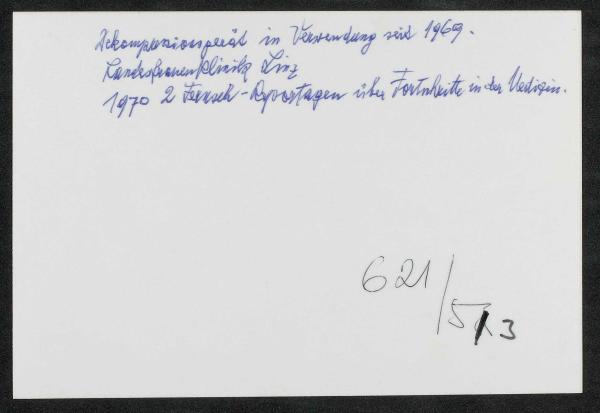 Dekompressionsgerät in Verwendung seit 1969.
Landesfrauenklinik Linz
1970 2 Fernseh-Reportagen über Fortschritte in der Medizin.
621/5
3